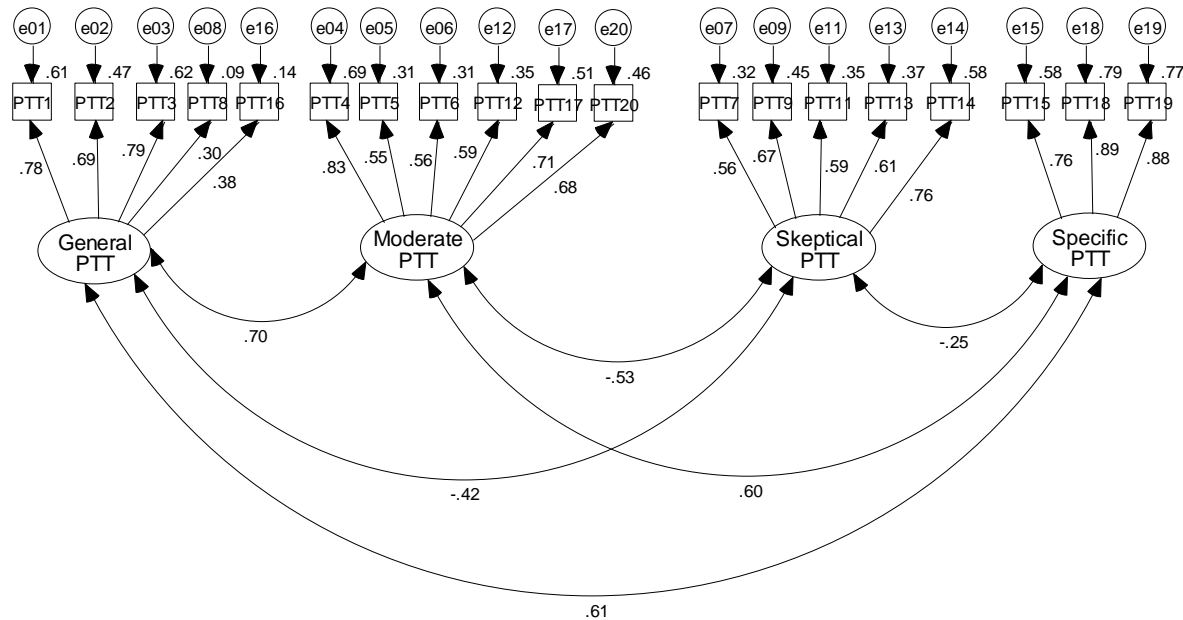 e01 e02 e03 e08 e16 e04 e05 e06 e12 e17 e20 e07 e09 e11 e13 e14 e15 e18 e19
.61 .47 .62 .09 .14 .69 .31 .31 .35 .51 .46 .32 .45 .35 .37 .58 .58 .79 .77
PTT1 PTT2 PTT3 PTT8 PTT16 PTT4 PTT5 PTT6 PTT12 PTT17 PTT20 PTT7 PTT9 PTT11 PTT13 PTT14 PTT15 PTT18 PTT19
.78 .69 .79 .30 .38 .83 .55 .56 .59 .71 .68 .56 .67 .59 .61 .76 .76 .89 .88
General
PTT
Moderate
PTT
Skeptical
PTT
Specific
PTT
.70
-.53
-.25
-.42
.60
.61